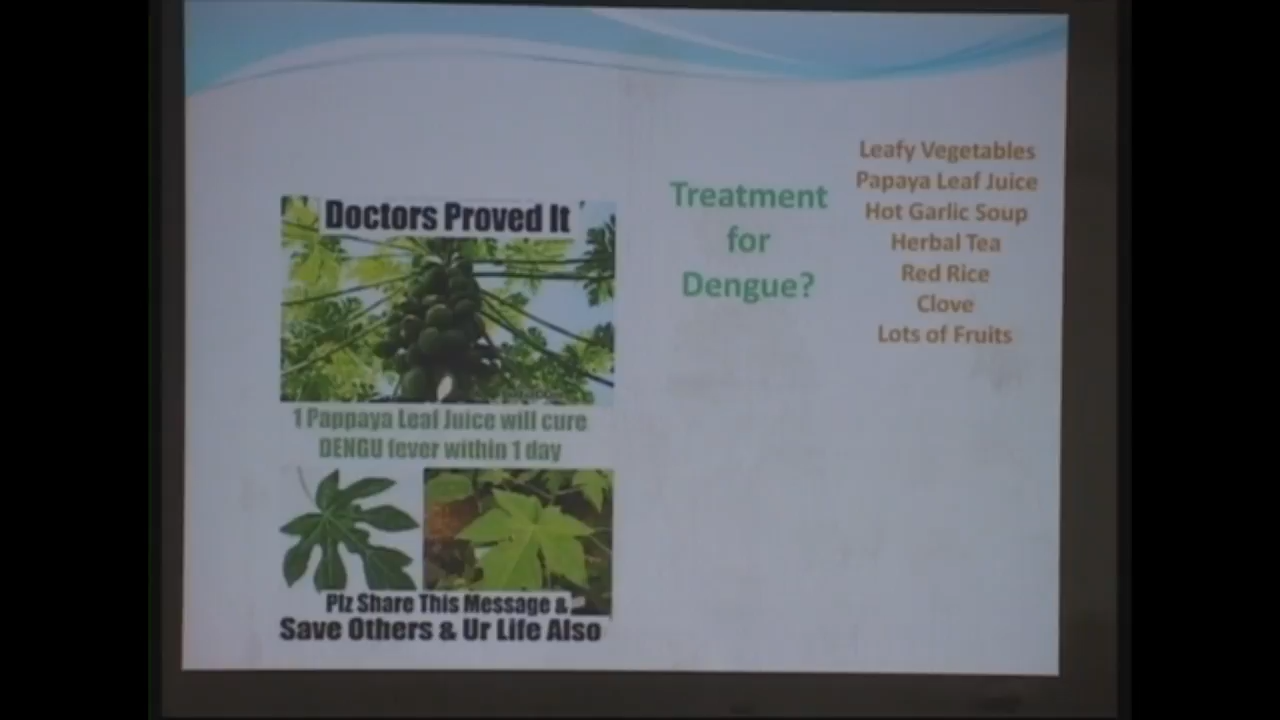 Doctors Proved It
1 Pappaya Leaf Juice will cure
DENGU fever within 1 day
Plz Share This Message &
Save Others & Ur Life Also
Treatment
for
Dengue?
Leafy Vegetables
Papaya Leaf Juice
Hot Garlic Soup
Herbal Tea
Red Rice
Clove
Lots of Fruits